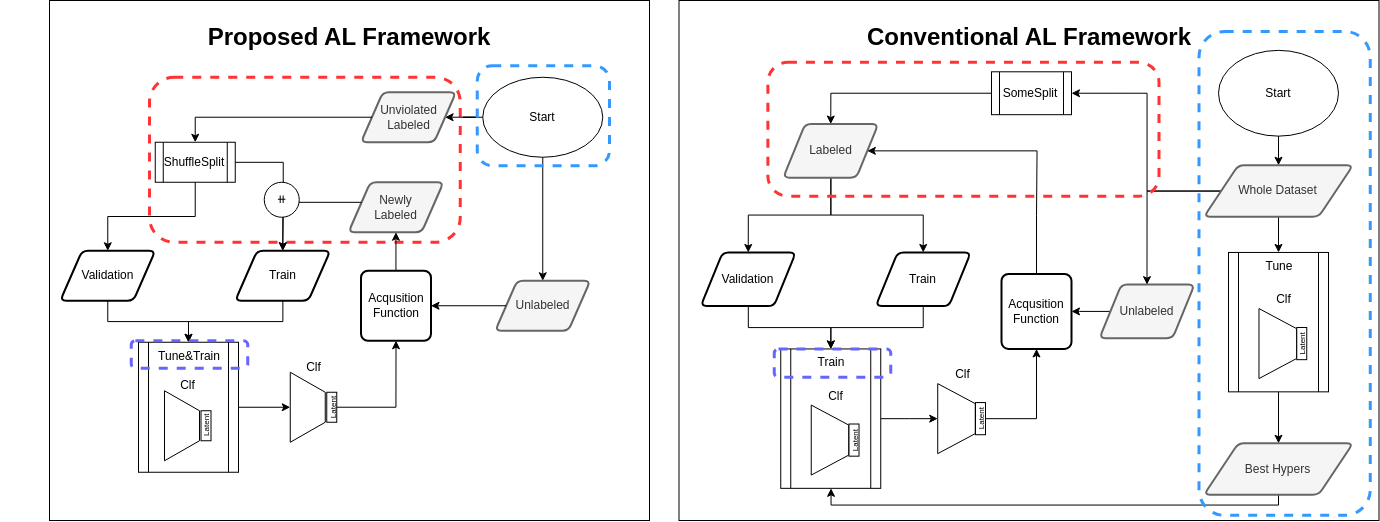 Proposed AL Framework
Unviolated
Labeled
Start
ShuffleSplit
++
Newly
Labeled
Validation
Train
Acqusition
Function
Unlabeled
Tune&Train
Clf
Latent
Clf
Latent
Conventional AL Framework
SomeSplit
Start
Labeled
Whole Dataset
Validation
Train
Acqusition
Function
Unlabeled
Tune
Clf
Latent
Train
Clf
Latent
Clf
Latent
Best Hypers